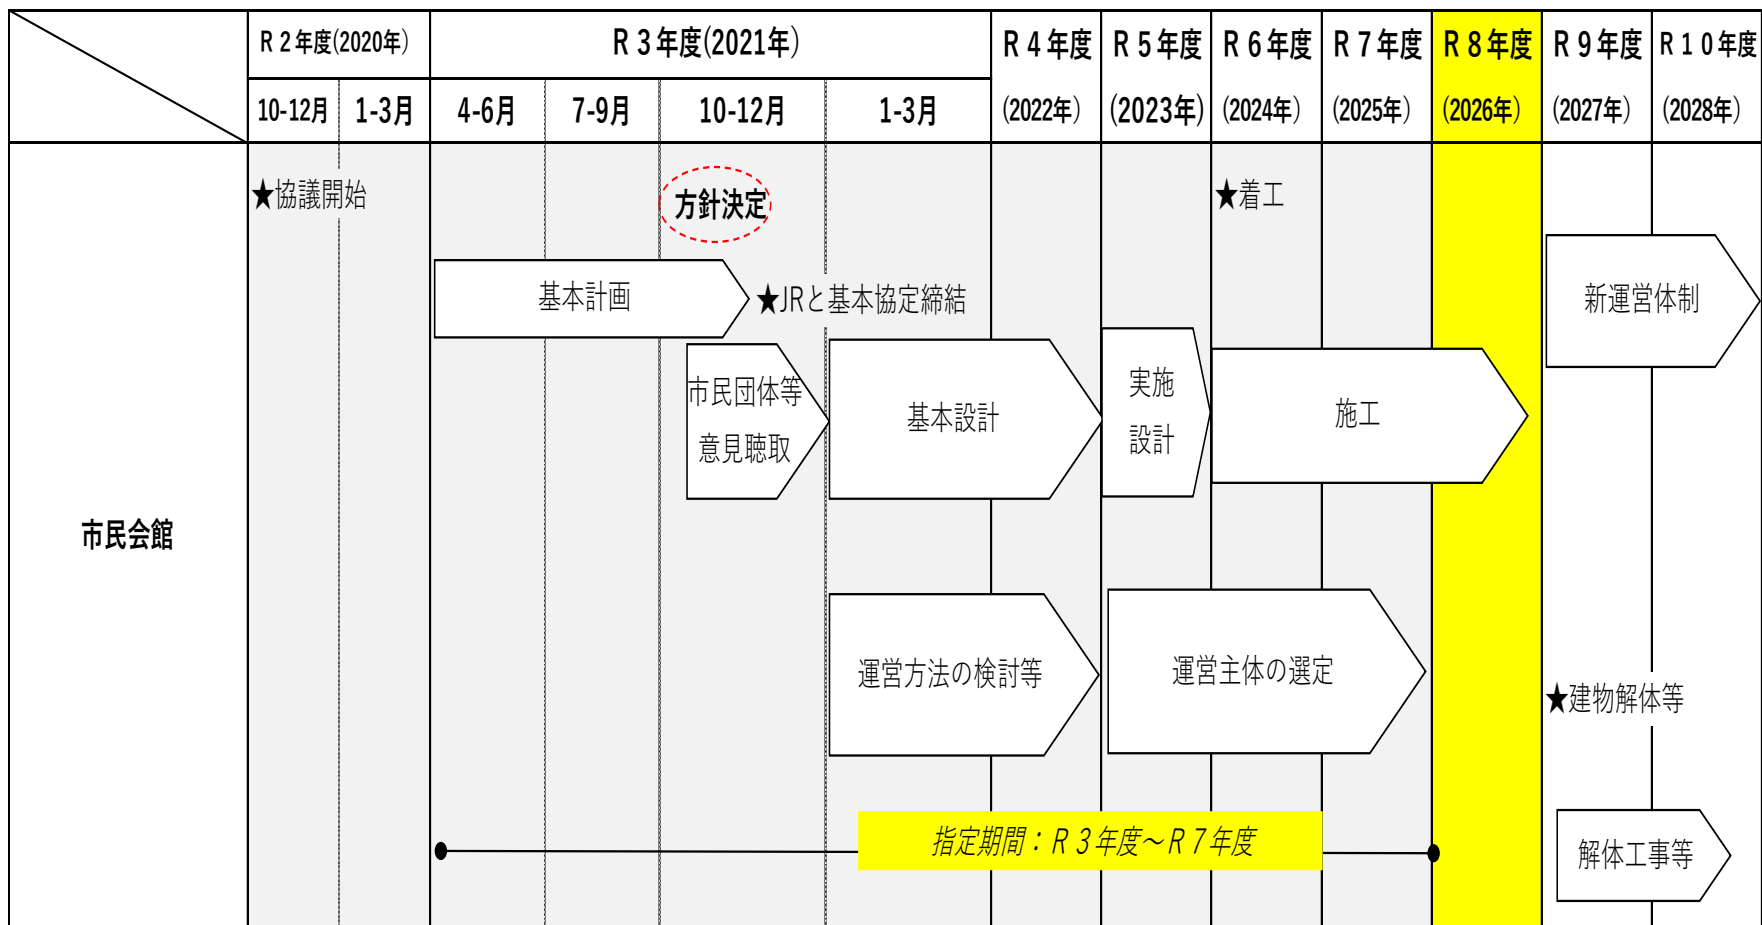 Ｒ２年度(2020年)
Ｒ３年度(2021年)
Ｒ４年度
(2022年)
Ｒ５年度
(2023年)
Ｒ６年度
(2024年)
Ｒ７年度
(2025年)
Ｒ８年度
(2026年)
Ｒ９年度
(2027年)
Ｒ１０年度
(2028年)
10-12月
1-3月
4-6月
7-9月
10-12月
1-3月
市民会館
★協議開始
方針決定
★着工
基本計画
★JRと基本協定締結
新運営体制
市民団体等
意見聴取
基本設計
実施
設計
施工
運営方法の検討等
運営主体の選定
★建物解体等
指定期間：Ｒ３年度～Ｒ７年度
解体工事等